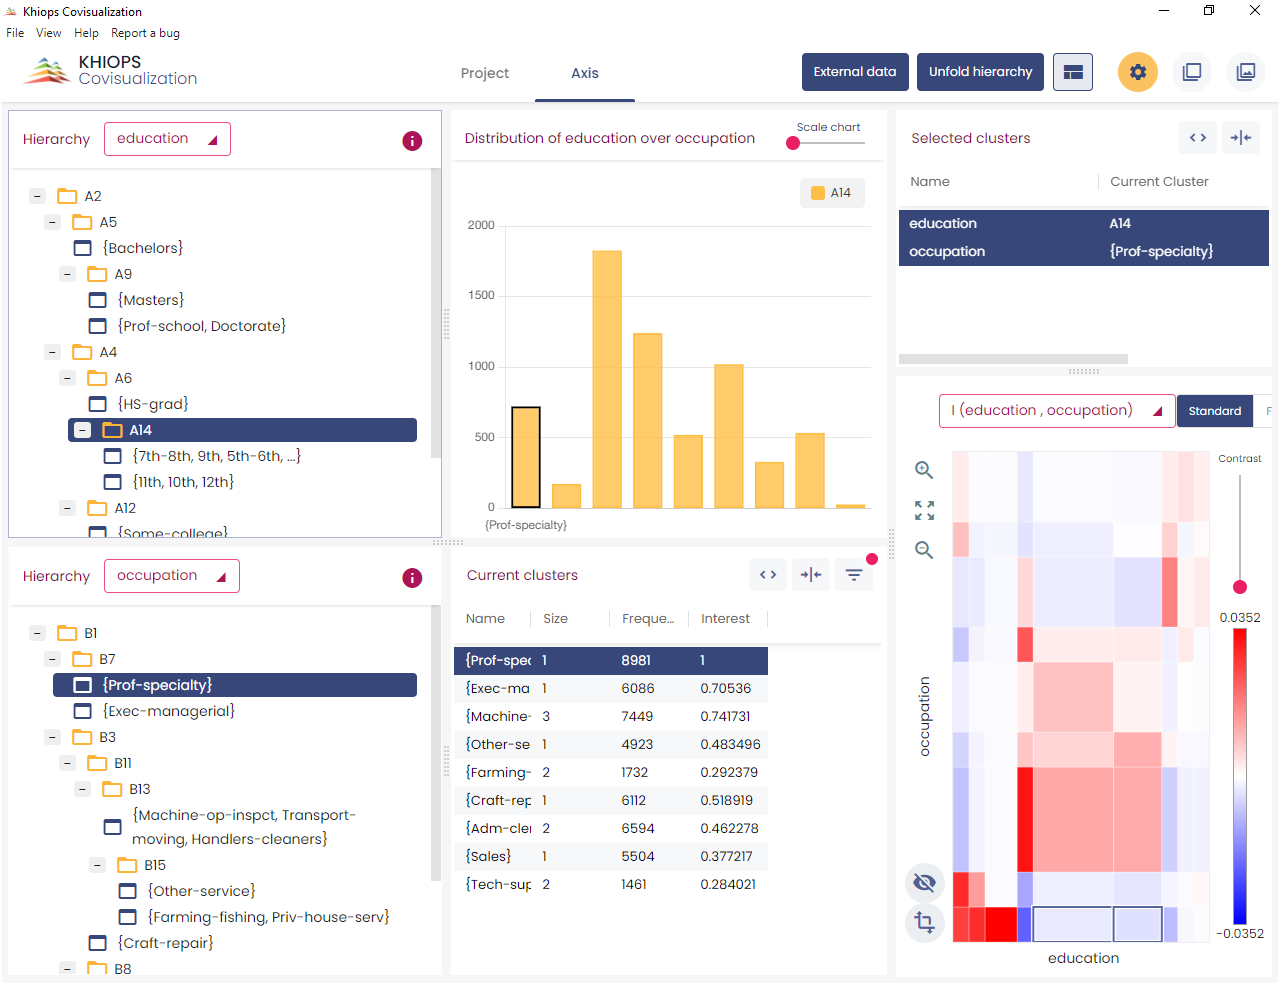 Khiops Covisualization
File View Help Report a bug
KHIOPS
Covisualization
Project Axis
External data Unfold hierarchy
Hierarchy education
A2
A5
{Bachelors}
A9
{Masters}
{Prof-school, Doctorate}
A4
A6
{HS-grad}
A14
{7th-8th, 9th, 5th-6th, ...}
{11th, 10th, 12th}
A12
{Some-college}
Distribution of education over occupation
Scale chart
A14
2000
1500
1000
500
0
{Prof-specialty}
Selected clusters
Name Current Cluster
education A14
occupation {Prof-specialty}
Hierarchy occupation
B1
B7
{Prof-specialty}
{Exec-managerial}
B3
B11
B13
{Machine-op-inspct, Transport-
moving, Handlers-cleaners}
B15
{Other-service}
{Farming-fishing, Priv-house-serv}
{Craft-repair}
B8
Current clusters
Name Size Freque... Interest
{Prof-spec 1 8981 1
{Exec-ma 1 6086 0.70536
{Machine- 3 7449 0.741731
{Other-se 1 4923 0.483496
{Farming- 2 1732 0.292379
{Craft-rep 1 6112 0.518919
{Adm-cler 2 6594 0.462278
{Sales} 1 5504 0.377217
{Tech-sup 2 1461 0.284021
I (education , occupation) Standard F
Contrast
0.0352
-0.0352
occupation
education